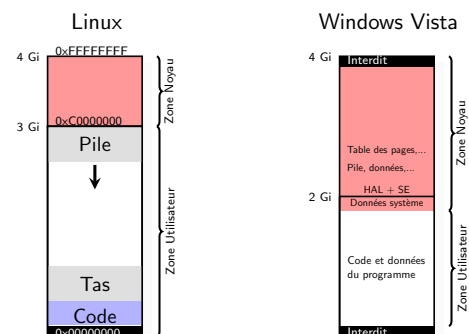 Linux
4 Gi
0xFFFFFFFF
0xC0000000
3 Gi
Pile
Tas
Code
0x00000000
Zone Noyau
Zone Utilisateur
Windows Vista
4 Gi
Interdit
Table des pages,...
Pile, données,...
HAL + SE
2 Gi
Données système
Code et données
du programme
Interdit
Zone Noyau
Zone Utilisateur